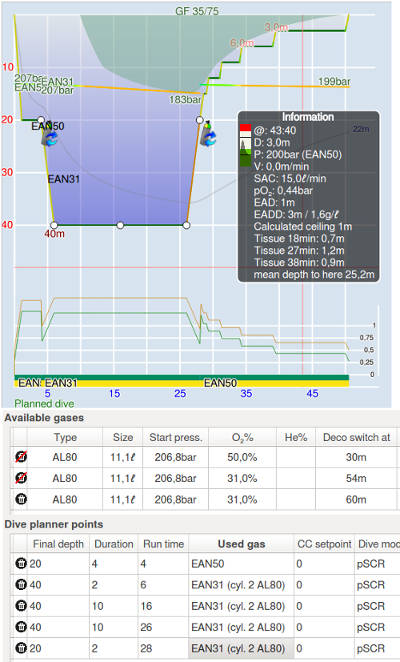 GF 35/75
3,0m
6,0m
10
207bar
EAN31
EAN5
207bar
199bar
183bar
20
EAN50
22m
30
EAN31
40
40m
Information
@: 43:40
D: 3,0m
P: 200bar (EAN50)
V: 0,0m/min
SAC: 15,0ℓ/min
pO₂: 0,44bar
EAD: 1m
EADD: 3m / 1,6g/ℓ
Calculated ceiling 1m
Tissue 18min: 0,7m
Tissue 27min: 1,2m
Tissue 38min: 0,9m
mean depth to here 25,2m
1
0,75
0,5
0,25
0
EAN: EAN31 EAN50
5 15 25 35 45
Planned dive
Available gases
Type Size Start press. O₂% He% Deco switch at
AL80 11,1ℓ 206,8bar 50,0% 30m
AL80 11,1ℓ 206,8bar 31,0% 54m
AL80 11,1ℓ 206,8bar 31,0% 60m
Dive planner points
Final depth Duration Run time Used gas CC setpoint Dive mod
20 4 4 EAN50 0 pSCR
40 2 6 EAN31 (cyl. 2 AL80) 0 pSCR
40 10 16 EAN31 (cyl. 2 AL80) 0 pSCR
40 10 26 EAN31 (cyl. 2 AL80) 0 pSCR
20 2 28 EAN31 (cyl. 2 AL80) 0 pSCR